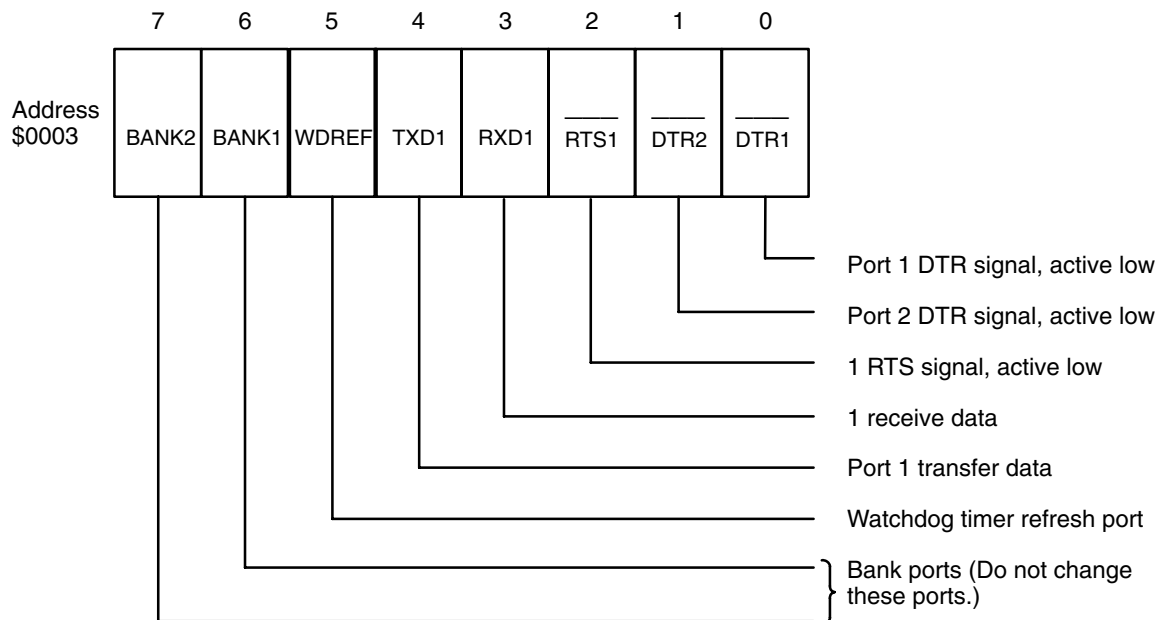 7 6 5 4 3 2 1 0
Address
$0003
BANK2 BANK1 WDREF TXD1 RXD1 RTS1 DTR2 DTR1
Port 1 DTR signal, active low
Port 2 DTR signal, active low
1 RTS signal, active low
1 receive data
Port 1 transfer data
Watchdog timer refresh port
Bank ports (Do not change
these ports.)